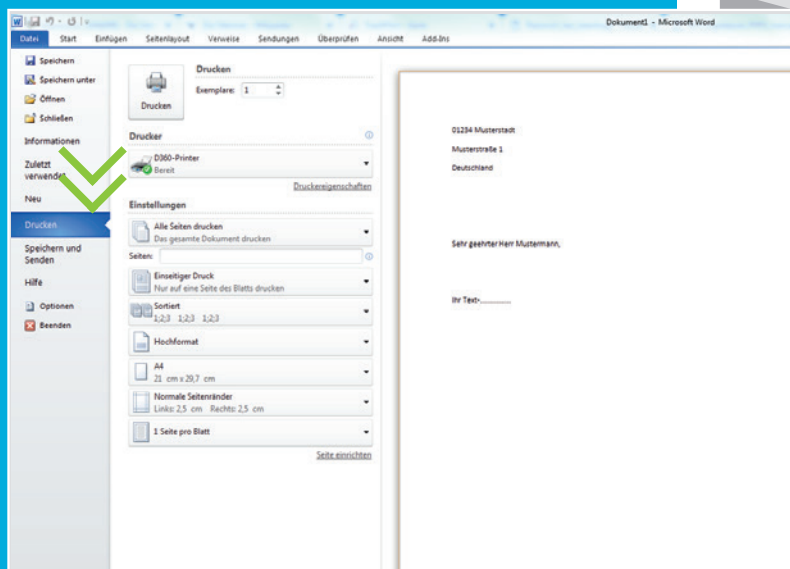 Dokument1 - Microsoft Word
Datei Start Einfügen Seitenlayout Verweise Sendungen Überprüfen Ansicht Add-Ins
Speichern
Speichern unter
Öffnen
Schließen
Informationen
Zuletzt
verwendet
Neu
Drucken
Speichern und
Senden
Hilfe
Optionen
Beenden
Drucken
Drucken
Exemplare: 1
Drucker
D360-Printer
Bereit
Druckereigenschaften
Einstellungen
Alle Seiten drucken
Das gesamte Dokument drucken
Seiten:
Einseitiger Druck
Nur auf eine Seite des Blatts drucken
Sortiert
1;2;3 1;2;3 1;2;3
Hochformat
A4
21 cm x 29,7 cm
Normale Seitenränder
Links: 2,5 cm Rechts: 2,5 cm
1 Seite pro Blatt
Seite einrichten
01234 Musterstadt
Musterstraße 1
Deutschland
Sehr geehrter Herr Mustermann,
Ihr Text-..............